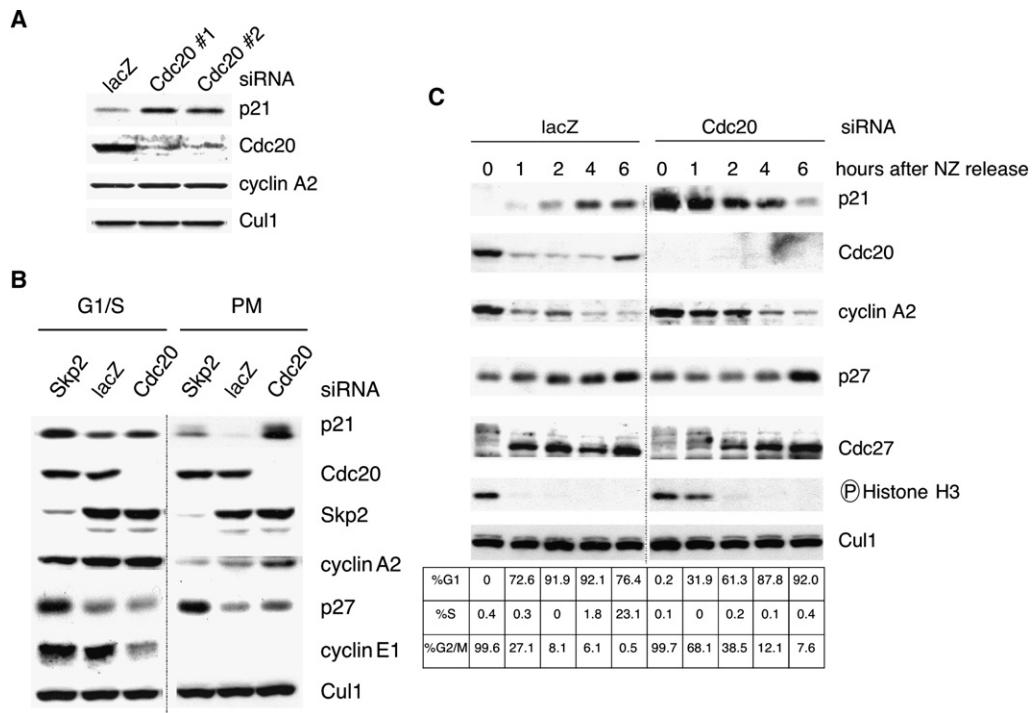 A
lacZ Cdc20 #1 Cdc20 #2 siRNA
p21
Cdc20
cyclin A2
Cul1
B
G1/S PM
Skp2 lacZ Cdc20 Skp2 lacZ Cdc20 siRNA
p21
Cdc20
Skp2
cyclin A2
p27
cyclin E1
Cul1
C
lacZ Cdc20 siRNA
0 1 2 4 6 0 1 2 4 6 hours after NZ release
p21
Cdc20
cyclin A2
p27
Cdc27
Ⓟ Histone H3
Cul1
%G1 0 72.6 91.9 92.1 76.4 0.2 31.9 61.3 87.8 92.0
%S 0.4 0.3 0 1.8 23.1 0.1 0 0.2 0.1 0.4
%G2/M 99.6 27.1 8.1 6.1 0.5 99.7 68.1 38.5 12.1 7.6